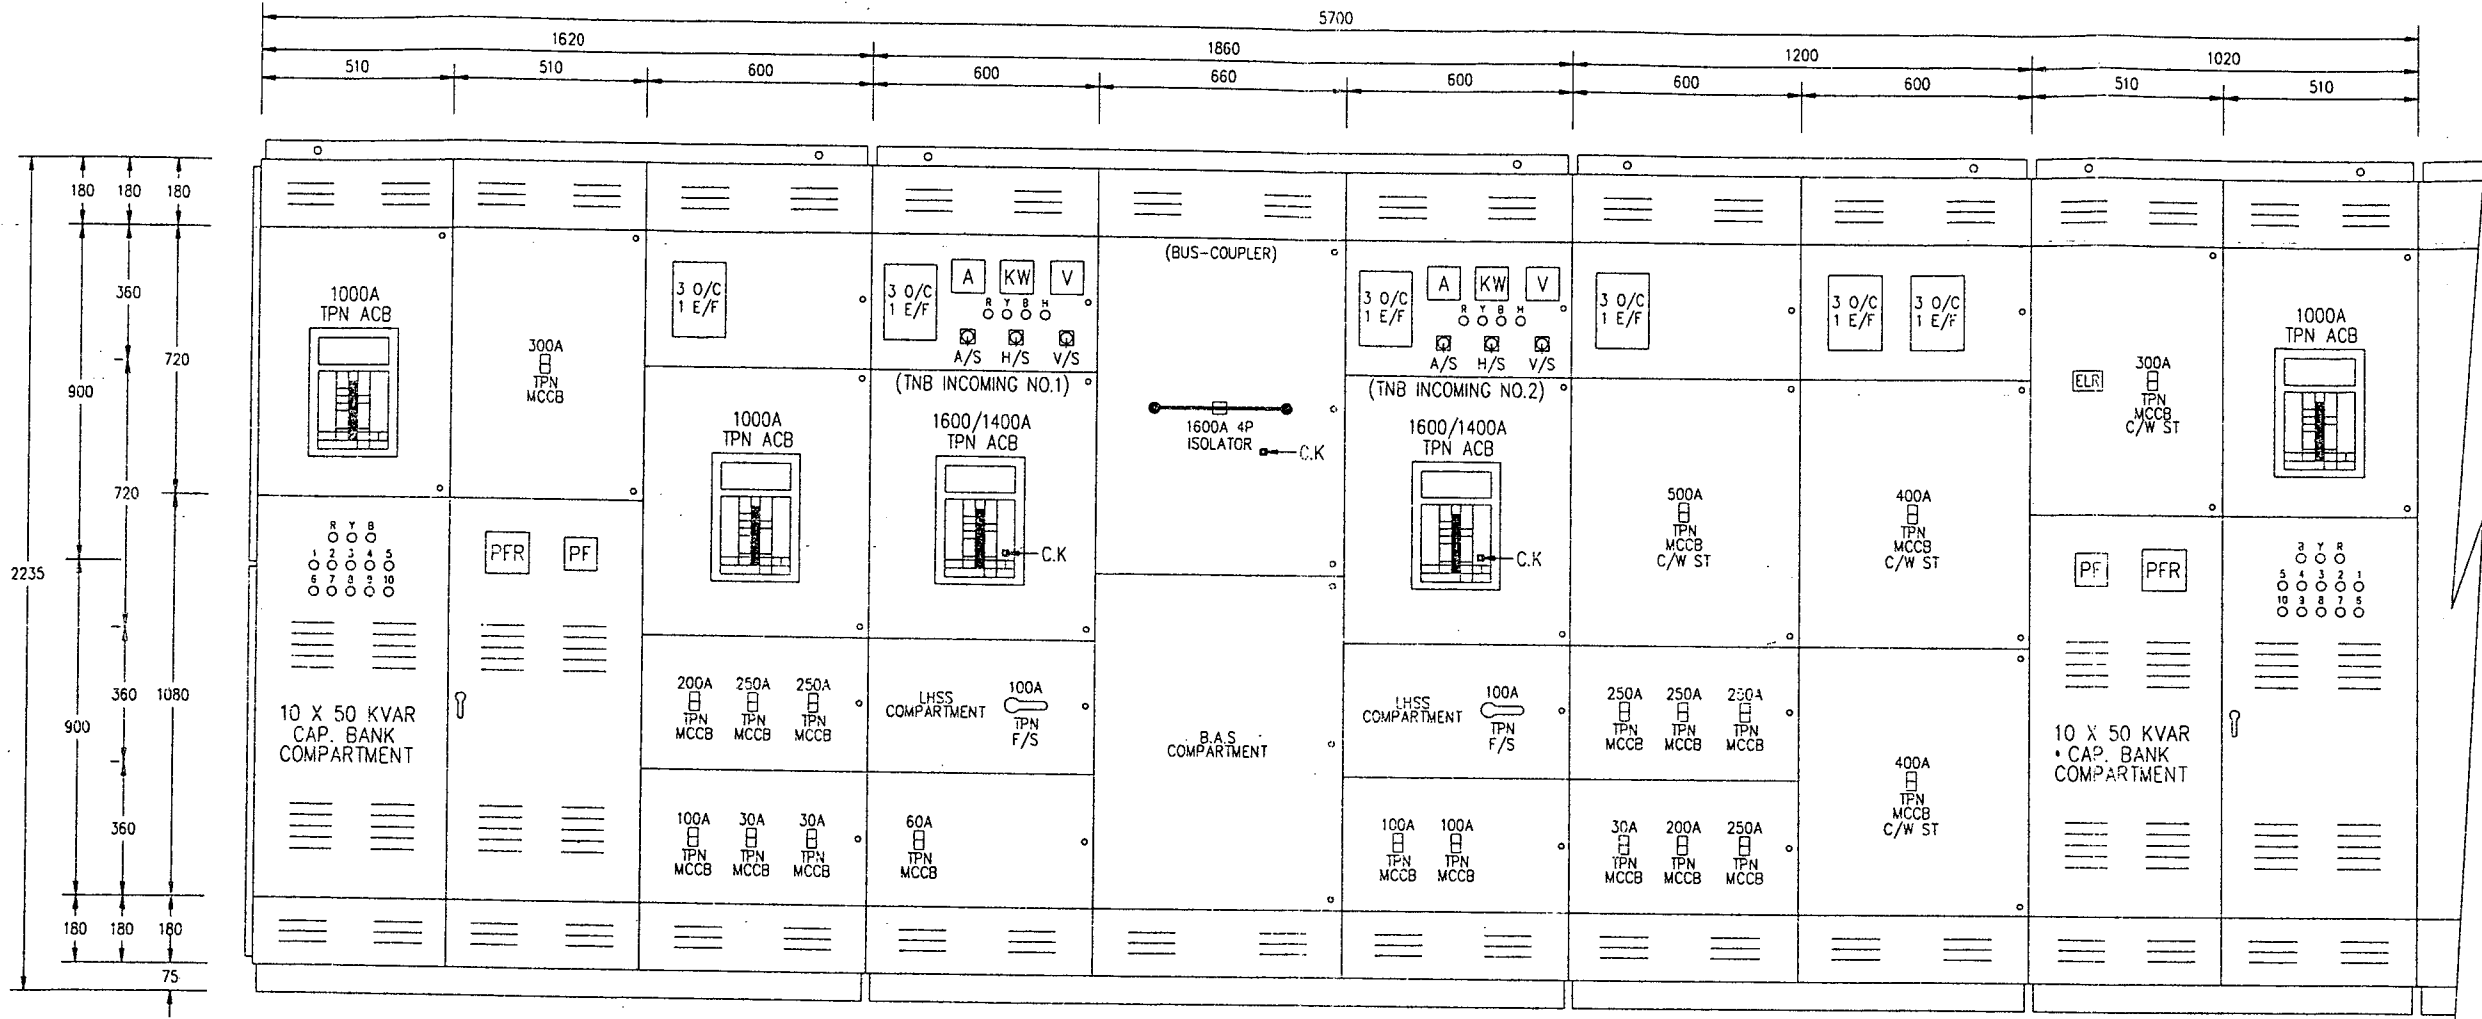 5700
1620
1860
1200
1020
510
510
600
600
660
600
600
600
510
510
180
180
180
360
900
720
720
2235
900
360
1080
360
180
180
180
75
1000A
TPN ACB
R Y B
1 2 3 4 5
6 7 8 9 10
10 X 50 KVAR
CAP. BANK
COMPARTMENT
300A
TPN
MCCB
PFR
PF
3 O/C
1 E/F
1000A
TPN ACB
200A
TPN
MCCB
250A
TPN
MCCB
250A
TPN
MCCB
100A
TPN
MCCB
30A
TPN
MCCB
30A
TPN
MCCB
3 O/C
1 E/F
A
KW
V
R Y B H
A/S
H/S
V/S
(TNB INCOMING NO.1)
1600/1400A
TPN ACB
C.K
LHSS
COMPARTMENT
100A
TPN
F/S
60A
TPN
MCCB
(BUS-COUPLER)
1600A 4P
ISOLATOR
C.K
B.A.S
COMPARTMENT
3 O/C
1 E/F
A
KW
V
R Y B H
A/S
H/S
V/S
(TNB INCOMING NO.2)
1600/1400A
TPN ACB
C.K
LHSS
COMPARTMENT
100A
TPN
F/S
100A
TPN
MCCB
100A
TPN
MCCB
3 O/C
1 E/F
500A
TPN
MCCB
C/W ST
250A
TPN
MCCB
250A
TPN
MCCB
250A
TPN
MCCB
30A
TPN
MCCB
200A
TPN
MCCB
250A
TPN
MCCB
3 O/C
1 E/F
3 O/C
1 E/F
400A
TPN
MCCB
C/W ST
400A
TPN
MCCB
C/W ST
ELR
300A
TPN
MCCB
C/W ST
PF
PFR
10 X 50 KVAR
CAP. BANK
COMPARTMENT
1000A
TPN ACB
Y R
5 4 3 2 1
10 9 8 7